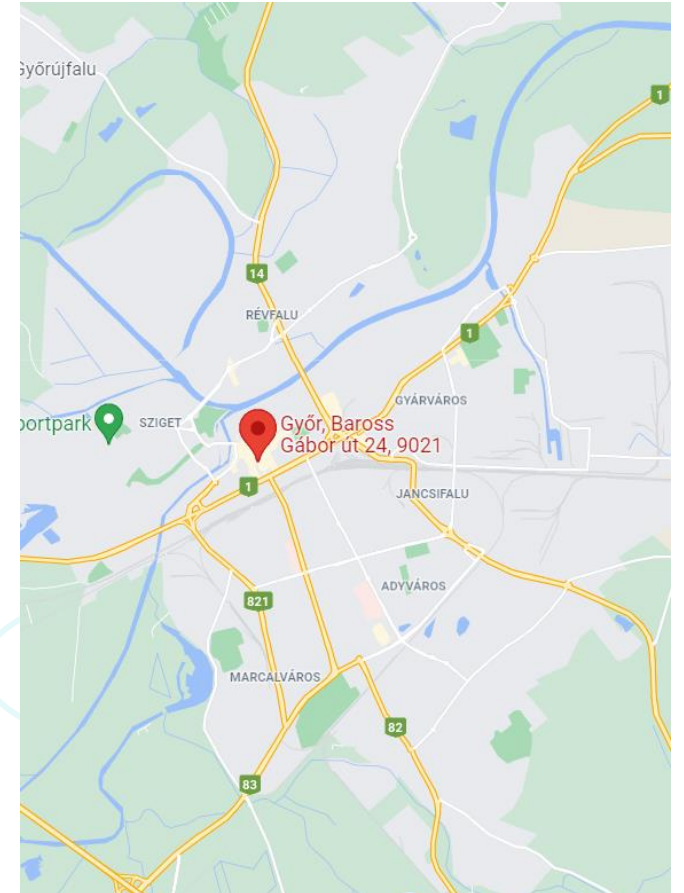 Győrújfalu
1
14
RÉVFALU
1
GYÁRVÁROS
portpark
SZIGET
Győr, Baross
Gábor út 24, 9021
1
JANCSIFALU
ADYVÁROS
821
MARCALVÁROS
82
83